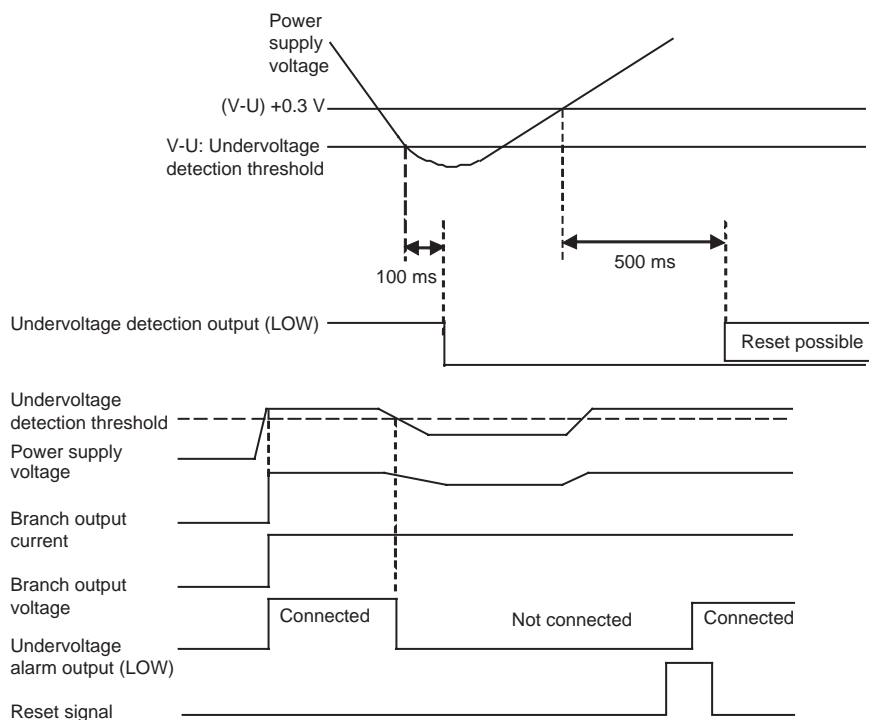 Power
supply
voltage
(V-U) +0.3 V
V-U: Undervoltage
detection threshold
100 ms
500 ms
Undervoltage detection output (LOW)
Reset possible
Undervoltage
detection threshold
Power supply
voltage
Branch output
current
Branch output
voltage
Connected
Not connected
Connected
Undervoltage
alarm output (LOW)
Reset signal